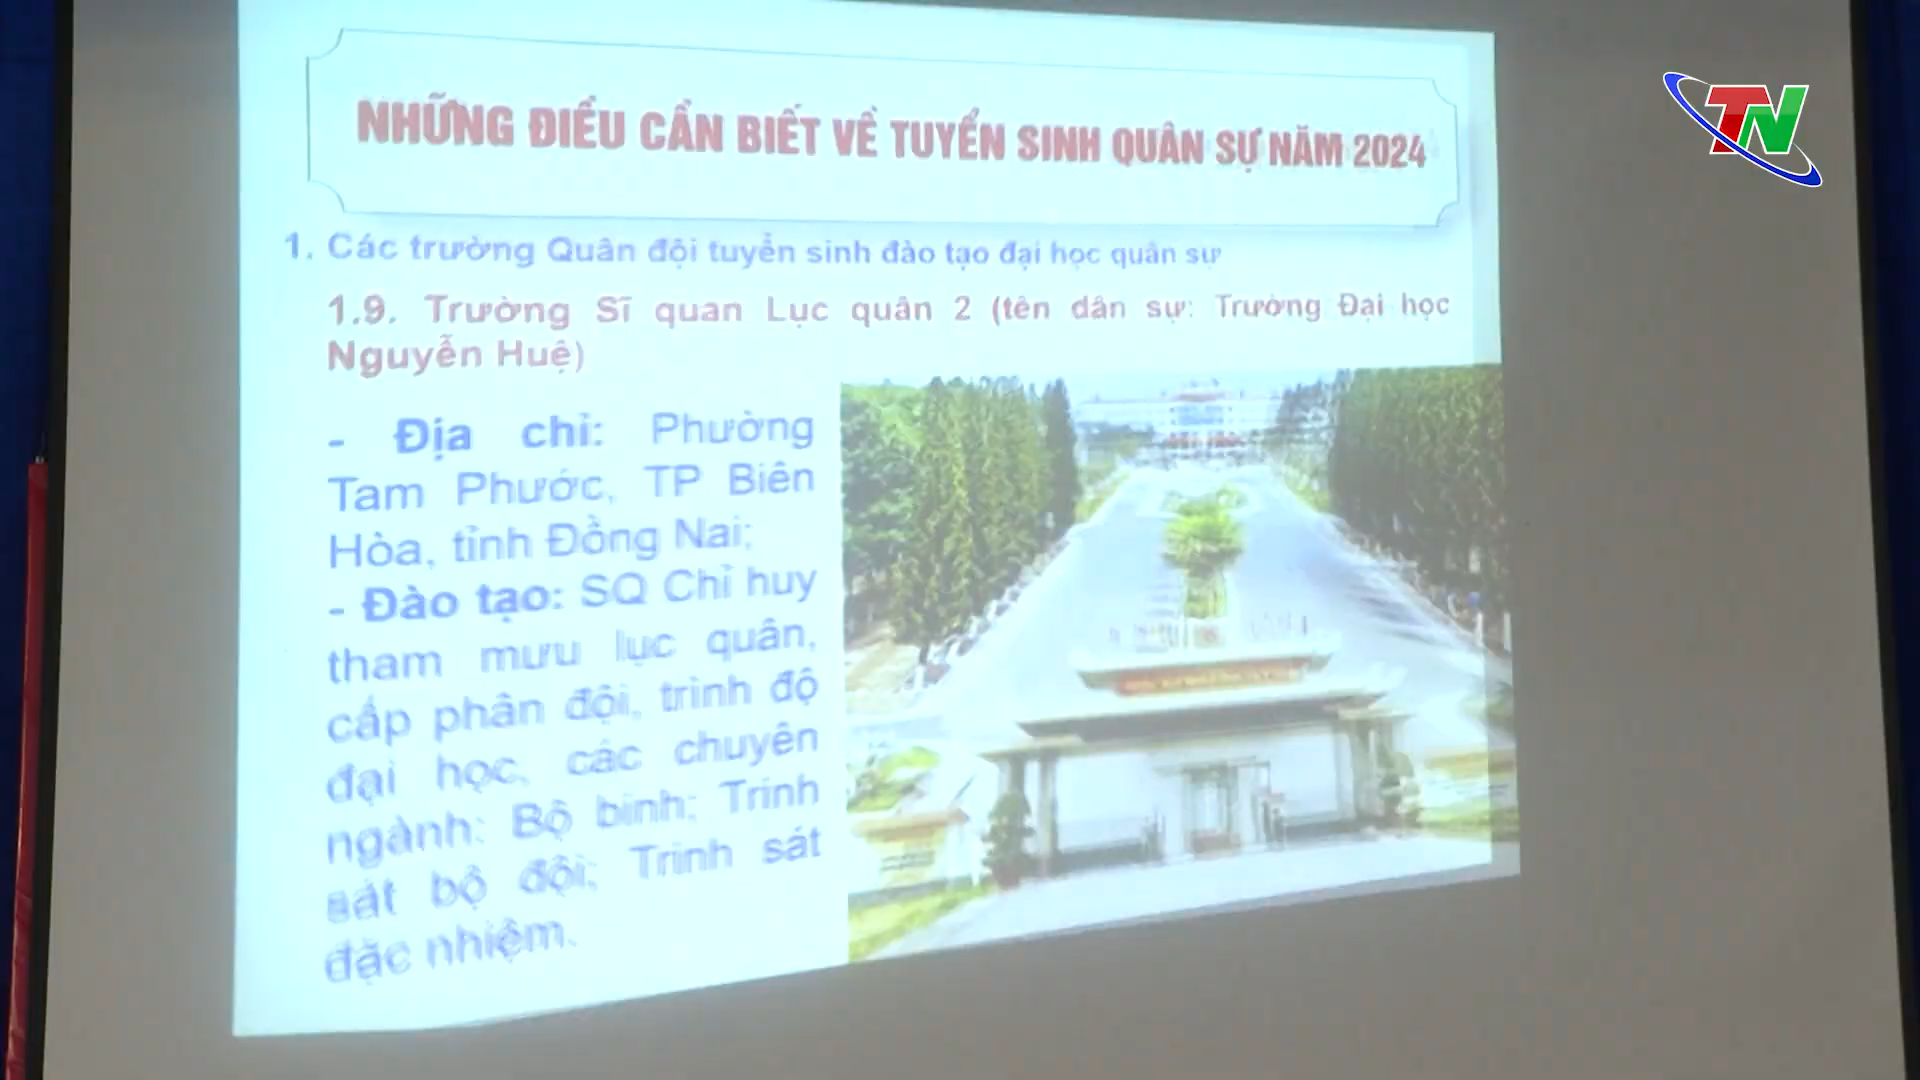 NHỮNG ĐIỀU CẦN BIẾT VỀ TUYỂN SINH QUÂN SỰ NĂM 2024
TN
1. Các trường Quân đội tuyển sinh đào tạo đại học quân sự
1.9. Trường Sĩ quan Lục quân 2 (tên dân sự: Trường Đại học
Nguyễn Huệ)
- Địa chỉ: Phường
Tam Phước, TP Biên
Hòa, tỉnh Đồng Nai;
- Đào tạo: SQ Chỉ huy
tham mưu lục quân,
cấp phân đội, trình độ
đại học, các chuyên
ngành: Bộ binh; Trinh
sát bộ đội; Trinh sát
đặc nhiệm.